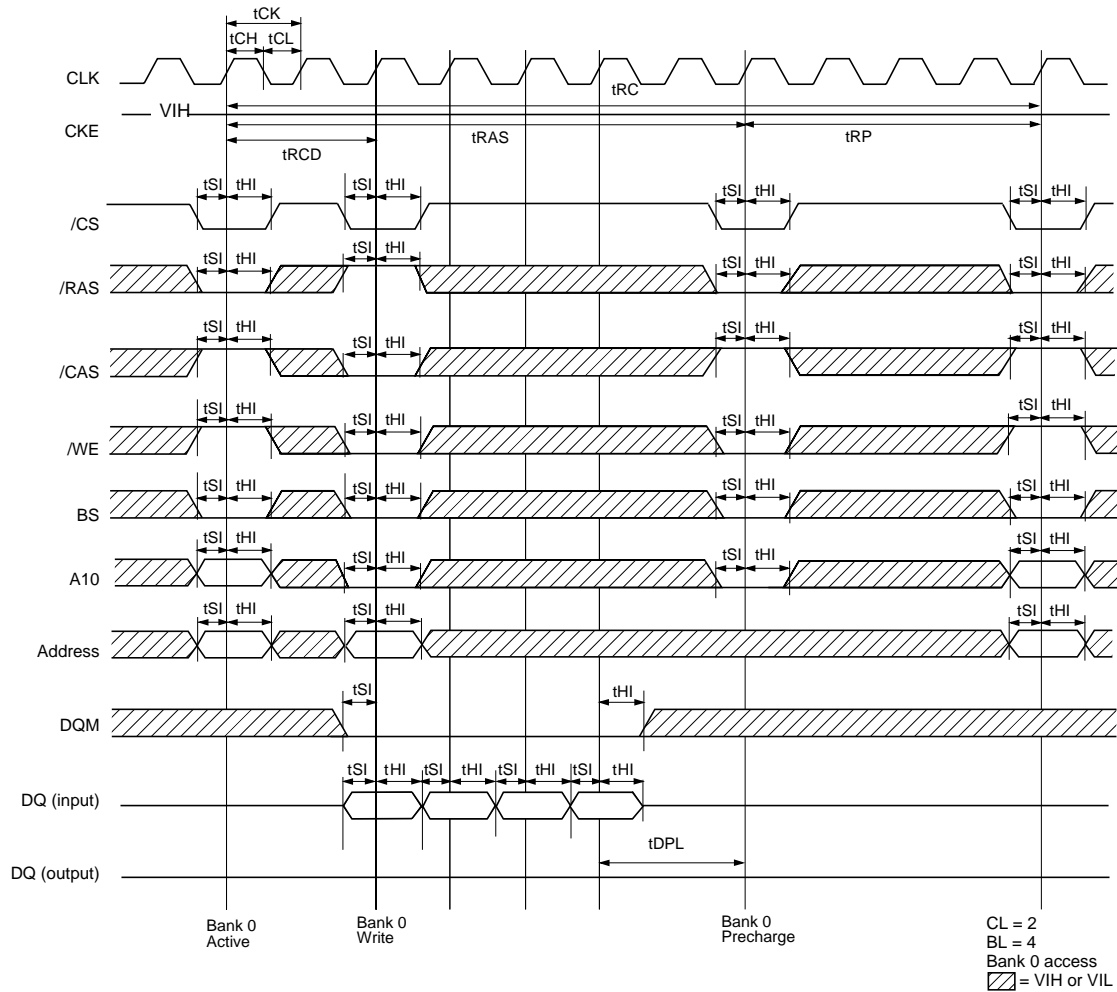 tCK
tCH tCL
CLK
tRC
VIH
CKE
tRAS tRP
tRCD
tSI tHI tSI tHI tSI tHI tSI tHI
/CS
tSI tHI
tSI tHI tSI tHI tSI tHI
/RAS
tSI tHI tSI tHI tSI tHI tSI tHI
/CAS
tSI tHI tSI tHI tSI tHI tSI tHI
/WE
tSI tHI tSI tHI tSI tHI tSI tHI
BS
tSI tHI tSI tHI tSI tHI tSI tHI
A10
tSI tHI tSI tHI tSI tHI
Address
tSI tHI
DQM
tSI tHI tSI tHI tSI tHI tSI tHI
DQ (input)
tDPL
DQ (output)
Bank 0
Active
Bank 0
Write
Bank 0
Precharge
CL = 2
BL = 4
Bank 0 access
= VIH or VIL